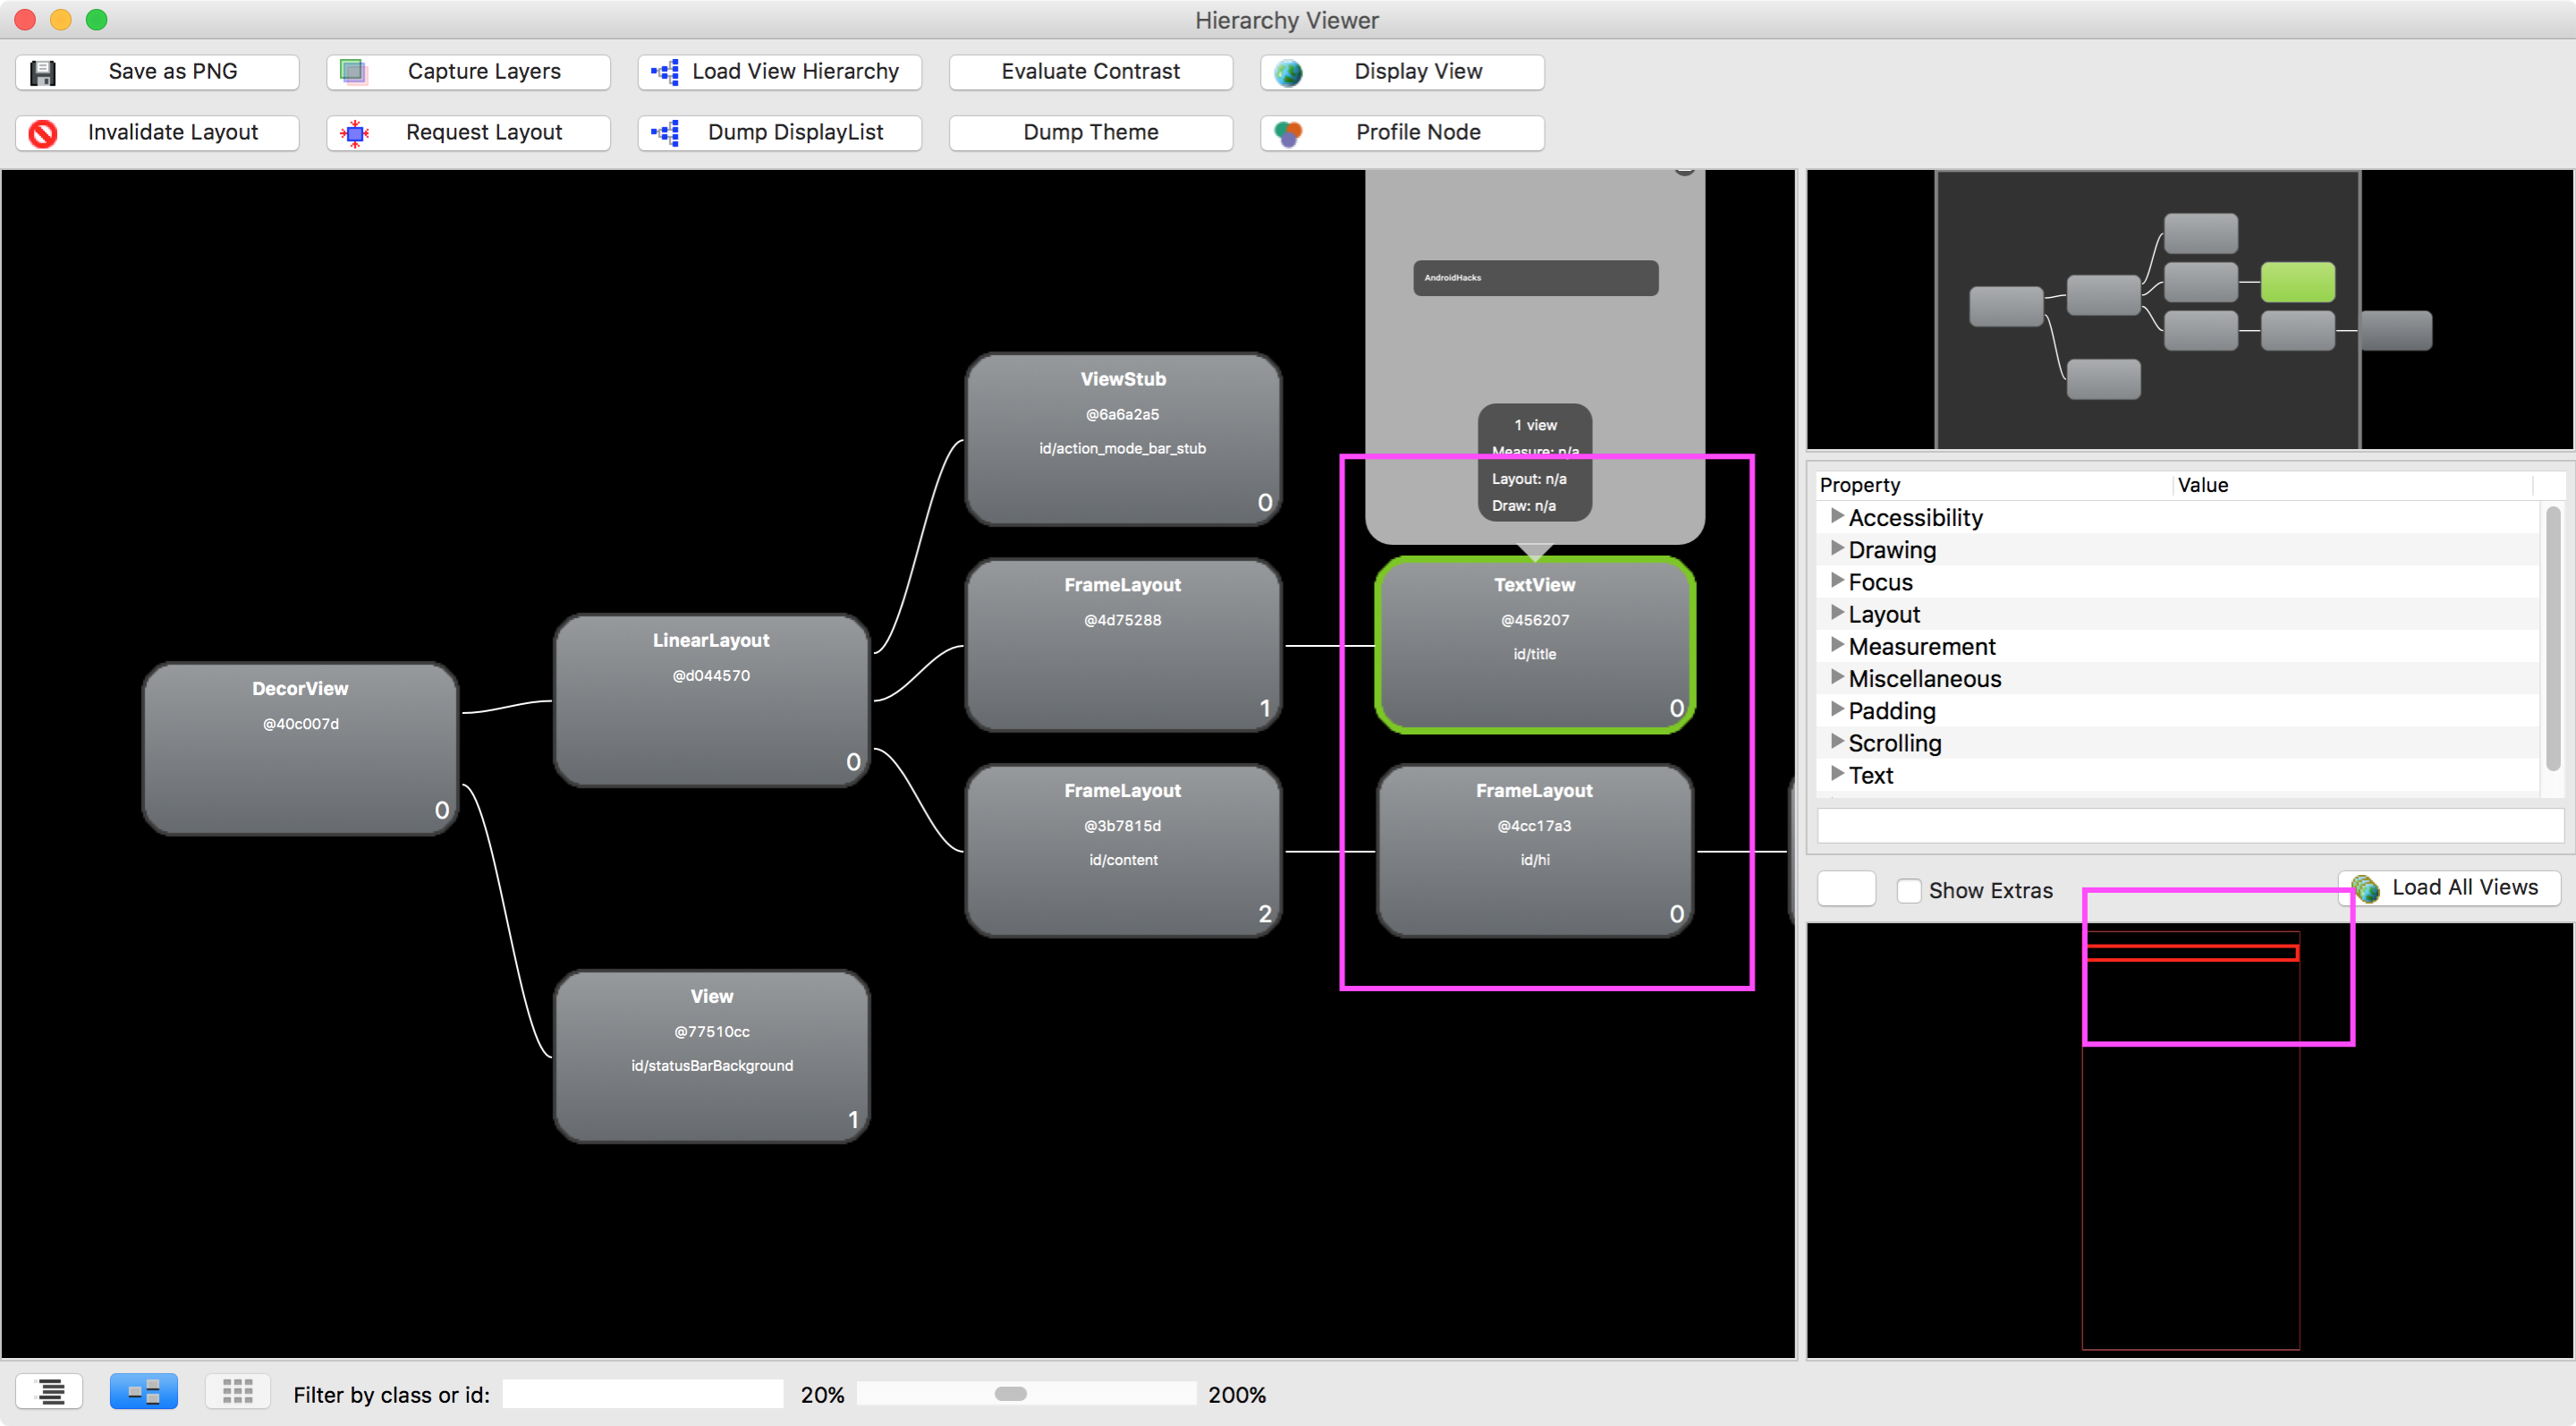 Hierarchy Viewer
Save as PNG
Capture Layers
Load View Hierarchy
Evaluate Contrast
Display View
Invalidate Layout
Request Layout
Dump DisplayList
Dump Theme
Profile Node
AndroidHacks
1 view
Measure: n/a
Layout: n/a
Draw: n/a
ViewStub
@6a6a2a5
id/action_mode_bar_stub
0
FrameLayout
@4d75288
1
TextView
@456207
id/title
0
LinearLayout
@d044570
0
DecorView
@40c007d
0
FrameLayout
@3b7815d
id/content
2
FrameLayout
@4cc17a3
id/hi
0
View
@77510cc
id/statusBarBackground
1
Property
Value
Accessibility
Drawing
Focus
Layout
Measurement
Miscellaneous
Padding
Scrolling
Text
Show Extras
Load All Views
Filter by class or id:
20%
200%